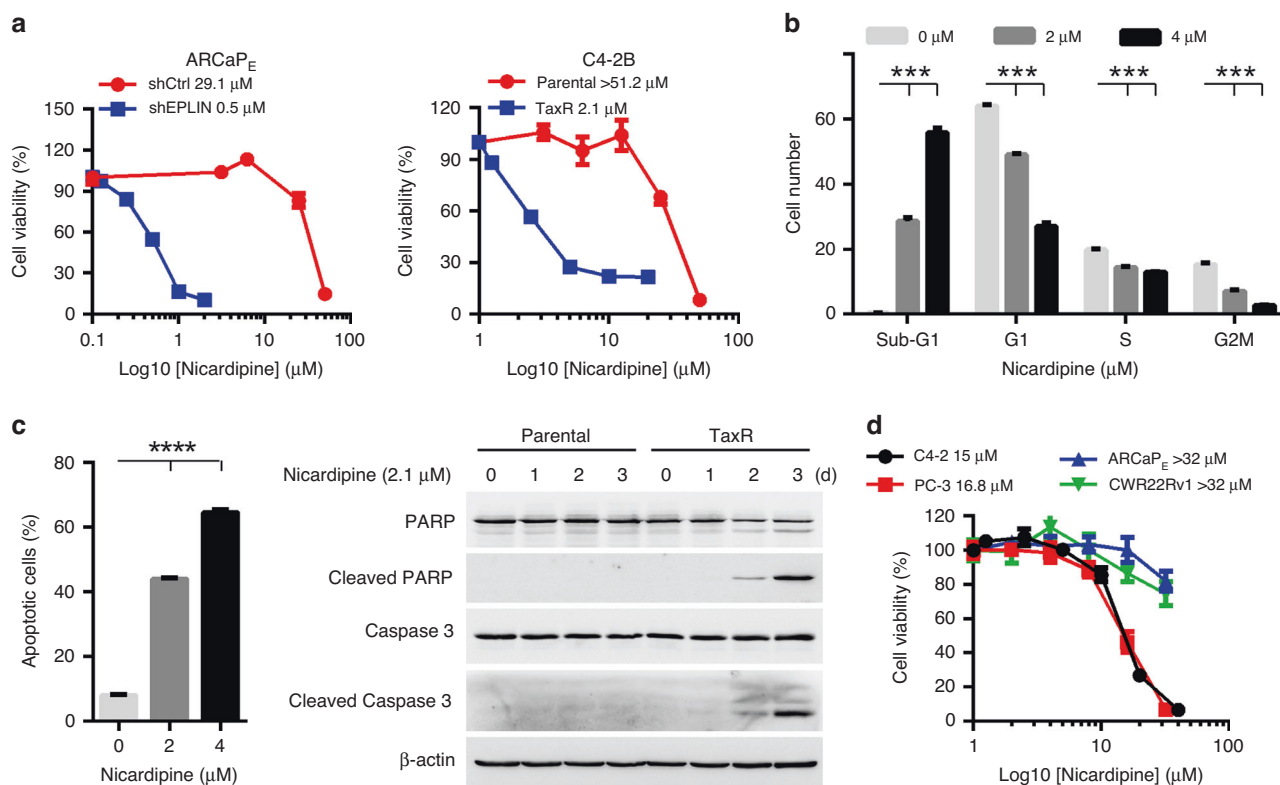 a
ARCaPE
shCtrl 29.1 μM
shEPLIN 0.5 μM
Cell viability (%)
150
120
90
60
30
0
0.1
1
10
100
Log10 [Nicardipine] (μM)
C4-2B
Parental >51.2 μM
TaxR 2.1 μM
Cell viability (%)
120
90
60
30
0
1
10
100
Log10 [Nicardipine] (μM)
b
0 μM
2 μM
4 μM
***
***
***
***
Cell number
60
40
20
0
Sub-G1
G1
S
G2M
Nicardipine (μM)
c
****
Apoptotic cells (%)
80
60
40
20
0
0
2
4
Nicardipine
(μM)
Parental
TaxR
Nicardipine (2.1 μM) 0 1 2 3 0 1 2 3 (d)
PARP
Cleaved PARP
Caspase 3
Cleaved Caspase 3
β-actin
d
C4-2 15 μM
PC-3 16.8 μM
ARCaPE >32 μM
CWR22Rv1 >32 μM
Cell viability (%)
120
100
80
60
40
20
0
1
10
100
Log10 [Nicardipine] (μM)